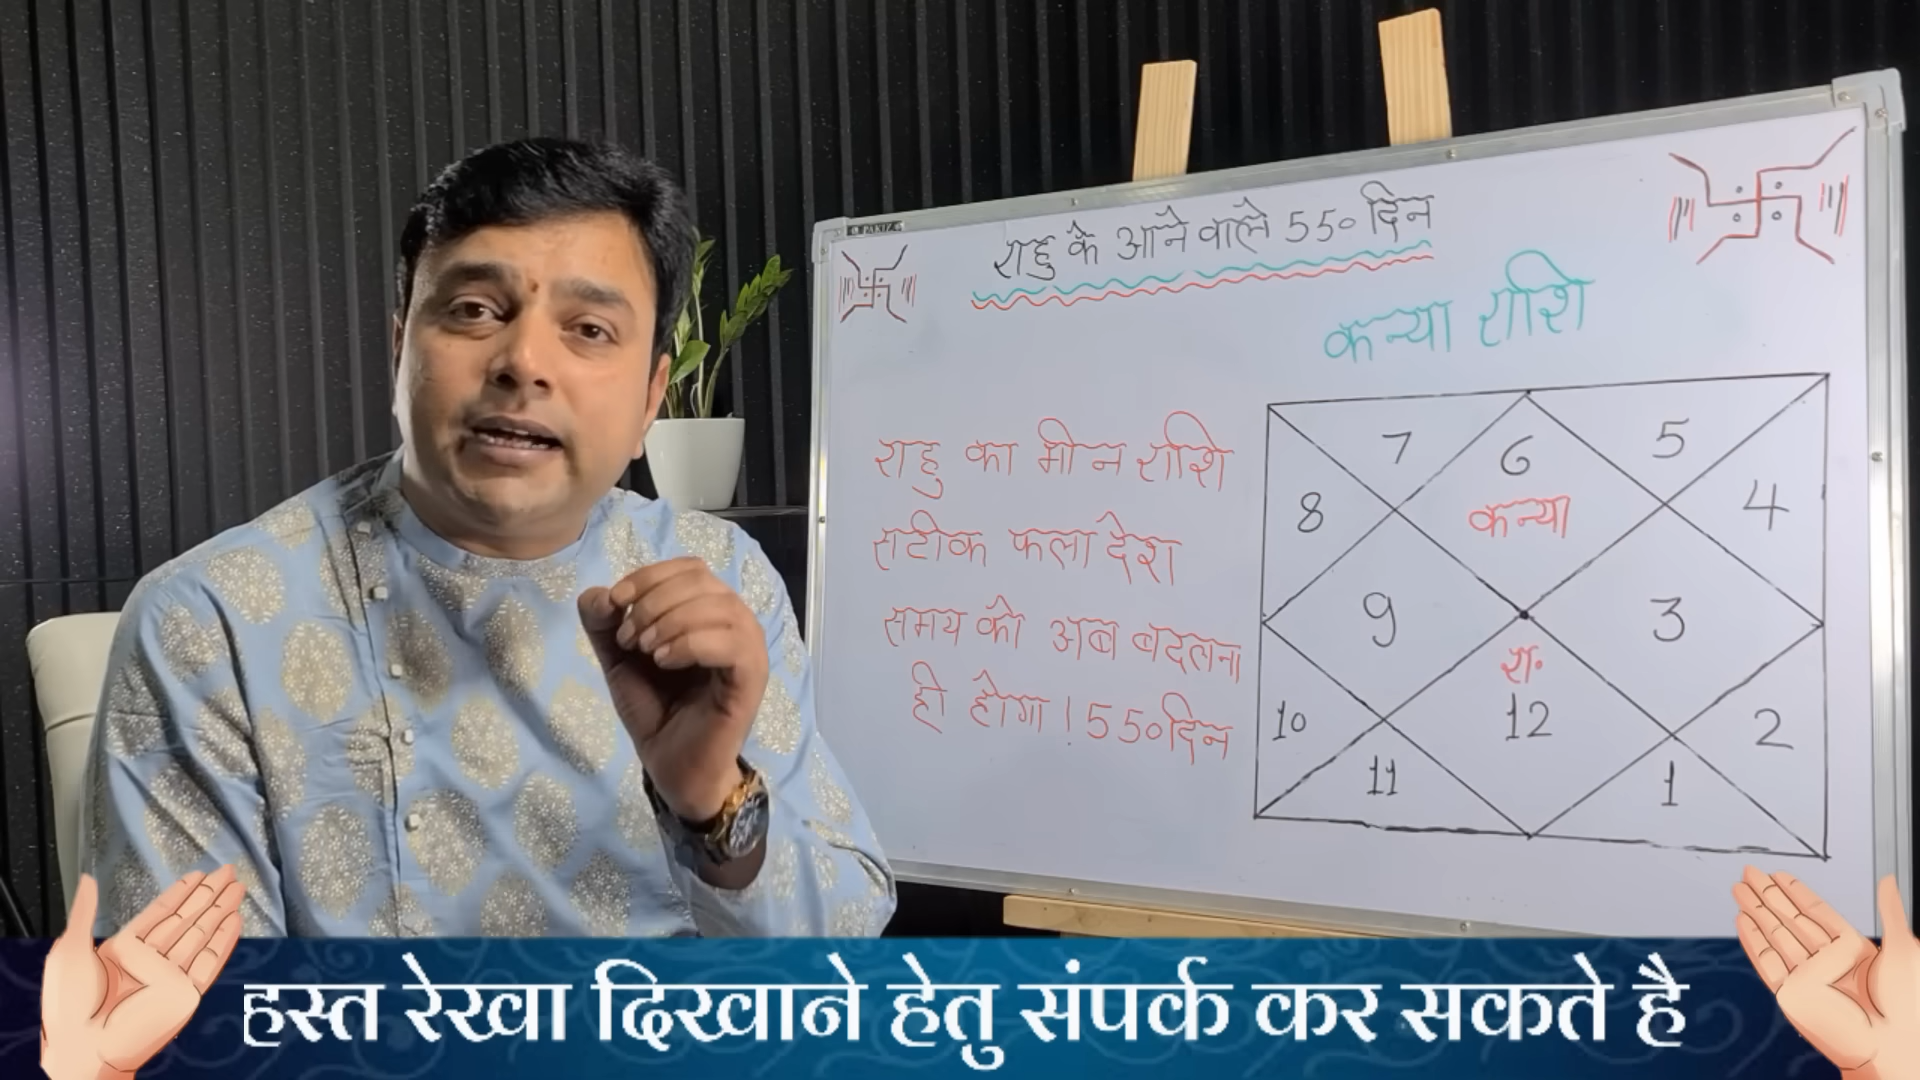 राहु के आने वाले 550 दिन
कन्या राशि
राहु का मीन राशि
सटीक फलादेश
समय को अब बदलना
ही होगा ! 550 दिन
7
6
5
8
कन्या
4
9
3
रा.
10
12
2
11
1
हस्त रेखा दिखाने हेतु संपर्क कर सकते है